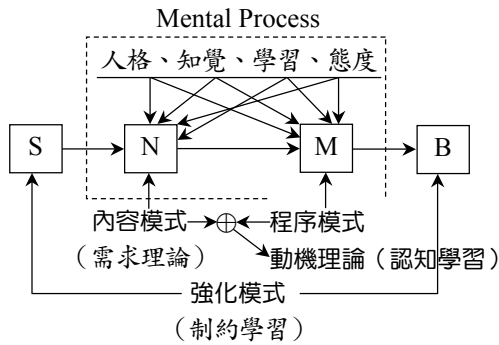 Mental Process
人格、知覺、學習、態度
S
N
M
B
內容模式
程序模式
（需求理論）
動機理論（認知學習）
強化模式
（制約學習）